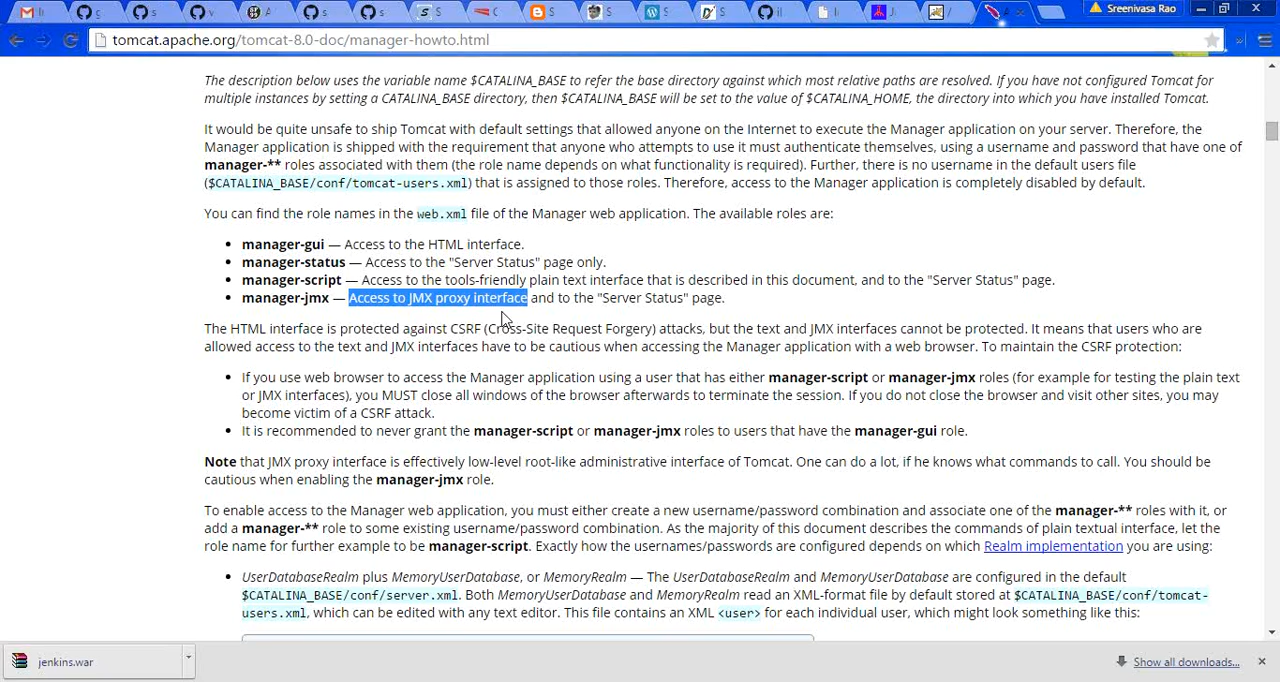 Sreenivasa Rao
tomcat.apache.org/tomcat-8.0-doc/manager-howto.html
The description below uses the variable name $CATALINA_BASE to refer the base directory against which most relative paths are resolved. If you have not configured Tomcat for
multiple instances by setting a CATALINA_BASE directory, then $CATALINA_BASE will be set to the value of $CATALINA_HOME, the directory into which you have installed Tomcat.
It would be quite unsafe to ship Tomcat with default settings that allowed anyone on the Internet to execute the Manager application on your server. Therefore, the
Manager application is shipped with the requirement that anyone who attempts to use it must authenticate themselves, using a username and password that have one of
manager-** roles associated with them (the role name depends on what functionality is required). Further, there is no username in the default users file
($CATALINA_BASE/conf/tomcat-users.xml) that is assigned to those roles. Therefore, access to the Manager application is completely disabled by default.
You can find the role names in the web.xml file of the Manager web application. The available roles are:
• manager-gui — Access to the HTML interface.
• manager-status — Access to the "Server Status" page only.
• manager-script — Access to the tools-friendly plain text interface that is described in this document, and to the "Server Status" page.
• manager-jmx — Access to JMX proxy interface and to the "Server Status" page.
The HTML interface is protected against CSRF (Cross-Site Request Forgery) attacks, but the text and JMX interfaces cannot be protected. It means that users who are
allowed access to the text and JMX interfaces have to be cautious when accessing the Manager application with a web browser. To maintain the CSRF protection:
• If you use web browser to access the Manager application using a user that has either manager-script or manager-jmx roles (for example for testing the plain text
or JMX interfaces), you MUST close all windows of the browser afterwards to terminate the session. If you do not close the browser and visit other sites, you may
become victim of a CSRF attack.
• It is recommended to never grant the manager-script or manager-jmx roles to users that have the manager-gui role.
Note that JMX proxy interface is effectively low-level root-like administrative interface of Tomcat. One can do a lot, if he knows what commands to call. You should be
cautious when enabling the manager-jmx role.
To enable access to the Manager web application, you must either create a new username/password combination and associate one of the manager-** roles with it, or
add a manager-** role to some existing username/password combination. As the majority of this document describes the commands of plain textual interface, let the
role name for further example to be manager-script. Exactly how the usernames/passwords are configured depends on which Realm implementation you are using:
• UserDatabaseRealm plus MemoryUserDatabase, or MemoryRealm — The UserDatabaseRealm and MemoryUserDatabase are configured in the default
$CATALINA_BASE/conf/server.xml. Both MemoryUserDatabase and MemoryRealm read an XML-format file by default stored at $CATALINA_BASE/conf/tomcat-
users.xml, which can be edited with any text editor. This file contains an XML <user> for each individual user, which might look something like this:
jenkins.war
Show all downloads...